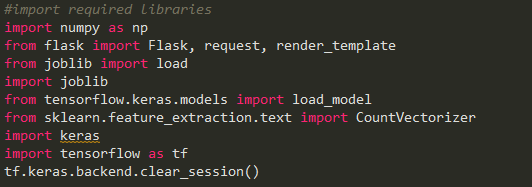 #import required libraries
import numpy as np
from flask import Flask, request, render_template
from joblib import load
import joblib
from tensorflow.keras.models import load_model
from sklearn.feature_extraction.text import CountVectorizer
import keras
import tensorflow as tf
tf.keras.backend.clear_session()